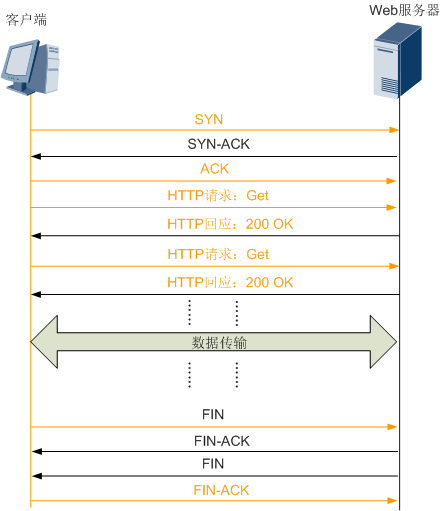 客户端
Web服务器
SYN
SYN-ACK
ACK
HTTP请求：Get
HTTP回应：200 OK
HTTP请求：Get
HTTP回应：200 OK
数据传输
FIN
FIN-ACK
FIN
FIN-ACK